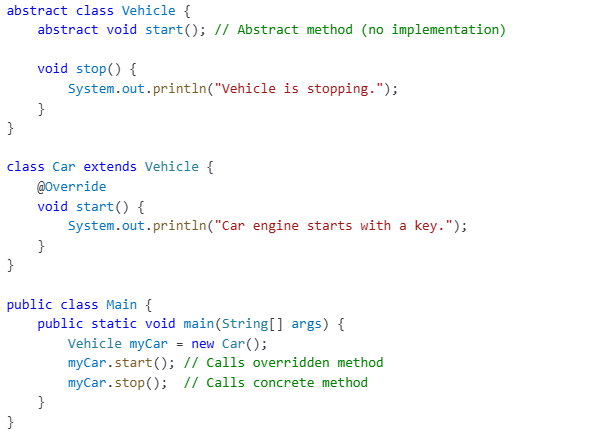 abstract class Vehicle {
    abstract void start(); // Abstract method (no implementation)

    void stop() {
        System.out.println("Vehicle is stopping.");
    }
}

class Car extends Vehicle {
    @Override
    void start() {
        System.out.println("Car engine starts with a key.");
    }
}

public class Main {
    public static void main(String[] args) {
        Vehicle myCar = new Car();
        myCar.start(); // Calls overridden method
        myCar.stop();  // Calls concrete method
    }
}